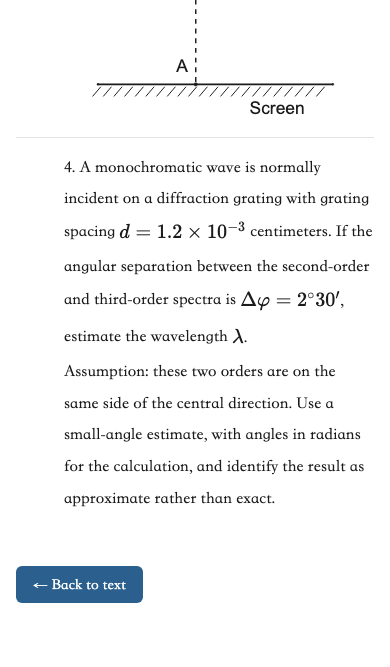 A
Screen
4. A monochromatic wave is normally
incident on a diffraction grating with grating
spacing d = 1.2 × 10⁻³ centimeters. If the
angular separation between the second-order
and third-order spectra is Δφ = 2°30′,
estimate the wavelength λ.
Assumption: these two orders are on the
same side of the central direction. Use a
small-angle estimate, with angles in radians
for the calculation, and identify the result as
approximate rather than exact.
← Back to text